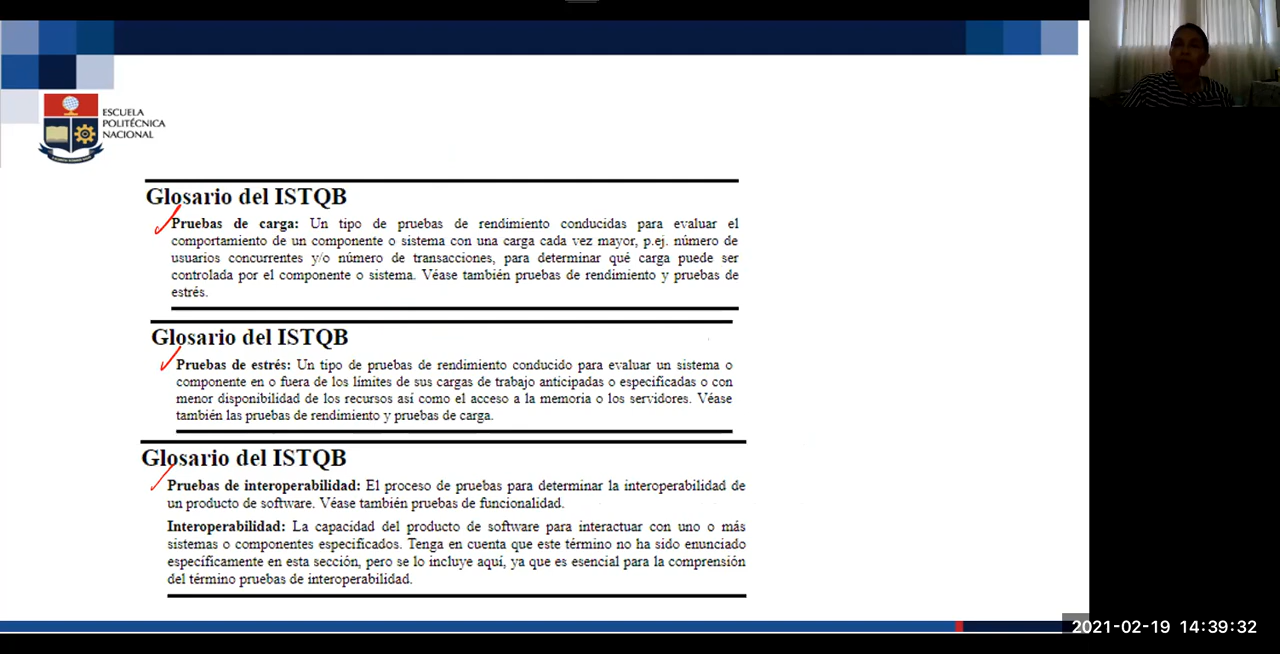 ESCUELA
POLITÉCNICA
NACIONAL
Glosario del ISTQB
Pruebas de carga: Un tipo de pruebas de rendimiento conducidas para evaluar el
comportamiento de un componente o sistema con una carga cada vez mayor, p.ej. número de
usuarios concurrentes y/o número de transacciones, para determinar qué carga puede ser
controlada por el componente o sistema. Véase también pruebas de rendimiento y pruebas de
estrés.
Glosario del ISTQB
Pruebas de estrés: Un tipo de pruebas de rendimiento conducido para evaluar un sistema o
componente en o fuera de los límites de sus cargas de trabajo anticipadas o especificadas o con
menor disponibilidad de los recursos así como el acceso a la memoria o los servidores. Véase
también las pruebas de rendimiento y pruebas de carga.
Glosario del ISTQB
Pruebas de interoperabilidad: El proceso de pruebas para determinar la interoperabilidad de
un producto de software. Véase también pruebas de funcionalidad.
Interoperabilidad: La capacidad del producto de software para interactuar con uno o más
sistemas o componentes especificados. Tenga en cuenta que este término no ha sido enunciado
específicamente en esta sección, pero se lo incluye aquí, ya que es esencial para la comprensión
del término pruebas de interoperabilidad.
2021-02-19 14:39:32